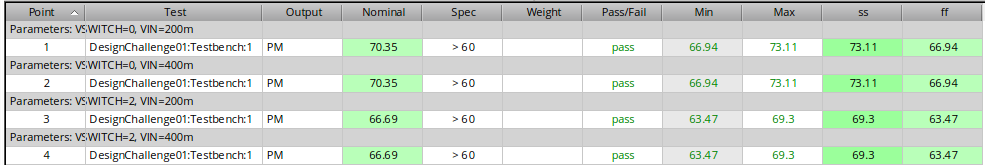 Point Test Output Nominal Spec Weight Pass/Fail Min Max ss ff
Parameters: VSWITCH=0, VIN=200m
1 DesignChallenge01:Testbench:1 PM 70.35 > 60 pass 66.94 73.11 73.11 66.94
Parameters: VSWITCH=0, VIN=400m
2 DesignChallenge01:Testbench:1 PM 70.35 > 60 pass 66.94 73.11 73.11 66.94
Parameters: VSWITCH=2, VIN=200m
3 DesignChallenge01:Testbench:1 PM 66.69 > 60 pass 63.47 69.3 69.3 63.47
Parameters: VSWITCH=2, VIN=400m
4 DesignChallenge01:Testbench:1 PM 66.69 > 60 pass 63.47 69.3 69.3 63.47